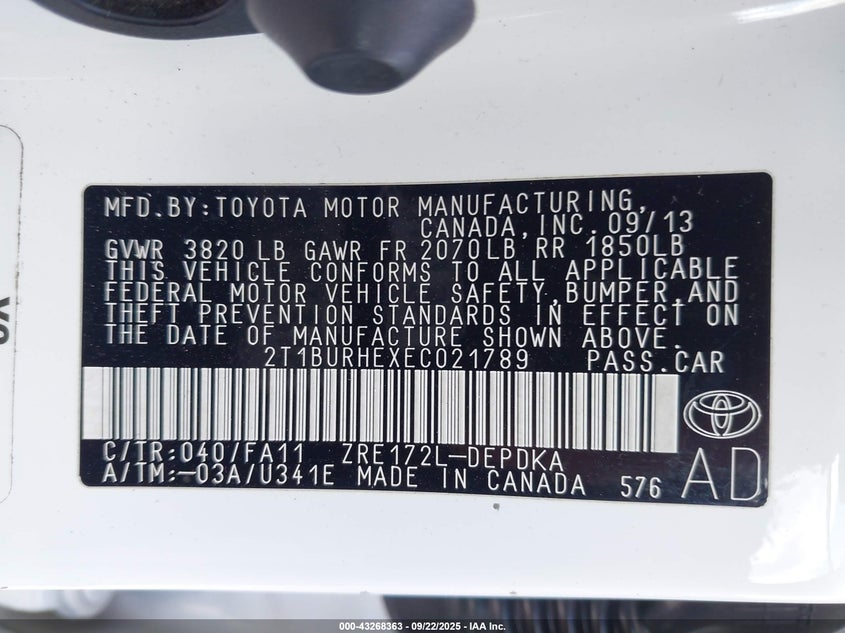 MFD.BY:TOYOTA MOTOR MANUFACTURING,
CANADA,INC.09/13
GVWR 3820 LB GAWR FR 2070LB RR 1850LB
THIS VEHICLE CONFORMS TO ALL APPLICABLE
FEDERAL MOTOR VEHICLE SAFETY,BUMPER,AND
THEFT PREVENTION STANDARDS IN EFFECT ON
THE DATE OF MANUFACTURE SHOWN ABOVE.
2T1BURHEXEC021789 PASS.CAR
C/TR:040/FA11 ZRE172L-DEPDKA
A/TM:-03A/U341E MADE IN CANADA 576 AD
000-43268363 - 09/22/2025 - IAA Inc.